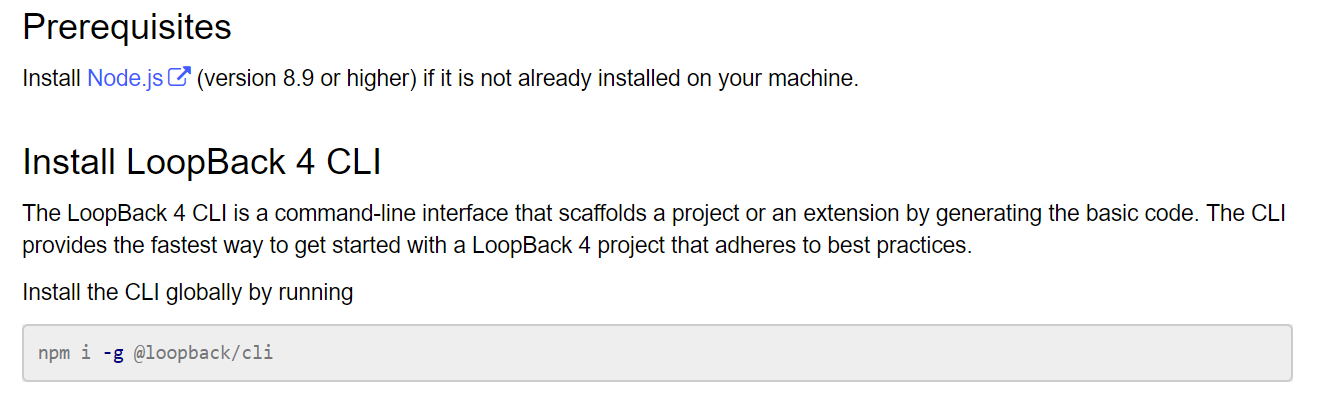 Prerequisites
Install Node.js (version 8.9 or higher) if it is not already installed on your machine.
Install LoopBack 4 CLI
The LoopBack 4 CLI is a command-line interface that scaffolds a project or an extension by generating the basic code. The CLI
provides the fastest way to get started with a LoopBack 4 project that adheres to best practices.
Install the CLI globally by running
npm i -g @loopback/cli